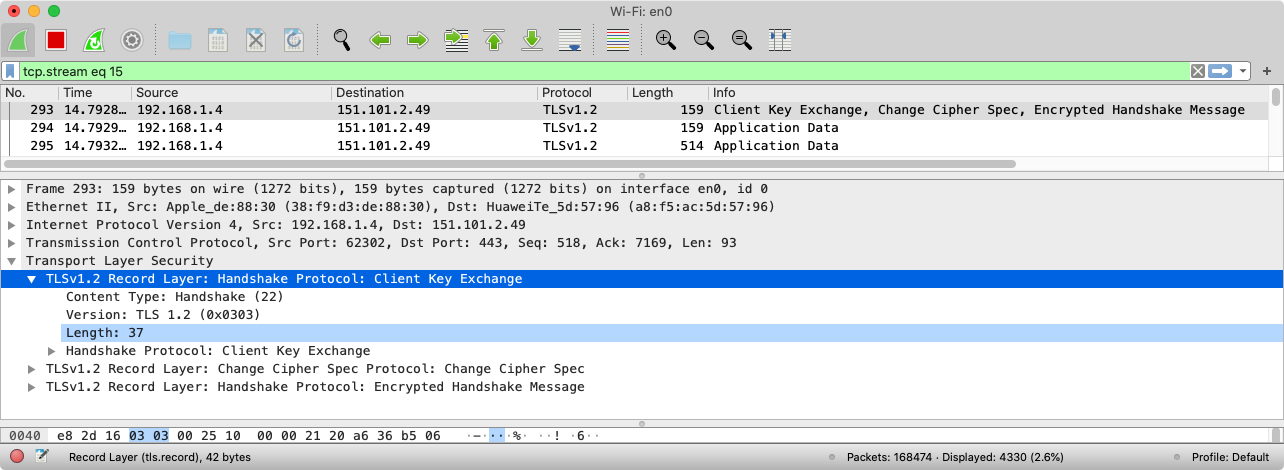 Wi-Fi: en0
tcp.stream eq 15
No. Time Source Destination Protocol Length Info
293 14.7928… 192.168.1.4 151.101.2.49 TLSv1.2 159 Client Key Exchange, Change Cipher Spec, Encrypted Handshake Message
294 14.7929… 192.168.1.4 151.101.2.49 TLSv1.2 159 Application Data
295 14.7932… 192.168.1.4 151.101.2.49 TLSv1.2 514 Application Data
Frame 293: 159 bytes on wire (1272 bits), 159 bytes captured (1272 bits) on interface en0, id 0
Ethernet II, Src: Apple_de:88:30 (38:f9:d3:de:88:30), Dst: HuaweiTe_5d:57:96 (a8:f5:ac:5d:57:96)
Internet Protocol Version 4, Src: 192.168.1.4, Dst: 151.101.2.49
Transmission Control Protocol, Src Port: 62302, Dst Port: 443, Seq: 518, Ack: 7169, Len: 93
Transport Layer Security
TLSv1.2 Record Layer: Handshake Protocol: Client Key Exchange
Content Type: Handshake (22)
Version: TLS 1.2 (0x0303)
Length: 37
Handshake Protocol: Client Key Exchange
TLSv1.2 Record Layer: Change Cipher Spec Protocol: Change Cipher Spec
TLSv1.2 Record Layer: Handshake Protocol: Encrypted Handshake Message
0040 e8 2d 16 03 03 00 25 10 00 00 21 20 a6 36 b5 06 ·-···%· ··! ·6··
Record Layer (tls.record), 42 bytes Packets: 168474 · Displayed: 4330 (2.6%) Profile: Default